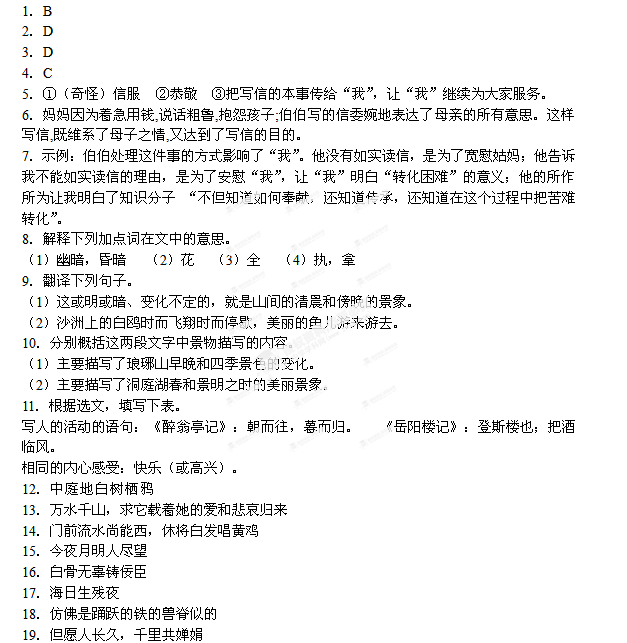 1．B
2．D
3．D
4．C
5．①（奇怪）信服　②恭敬　③把写信的本事传给“我”，让“我”继续为大家服务。
6．妈妈因为着急用钱,说话粗鲁,抱怨孩子;伯伯写的信委婉地表达了母亲的所有意思。这样
写信,既维系了母子之情,又达到了写信的目的。
7．示例：伯伯处理这件事的方式影响了“我”。他没有如实读信，是为了宽慰姑妈；他告诉
我不能如实读信的理由，是为了安慰“我”，让“我”明白“转化困难”的意义；他的所作
所为让我明白了知识分子　“不但知道如何奉献，还知道传承，还知道在这个过程中把苦难
转化”。
8．解释下列加点词在文中的意思。
（1）幽暗，昏暗　（2）花　（3）全　（4）执，拿
9．翻译下列句子。
（1）这或明或暗、变化不定的，就是山间的清晨和傍晚的景象。
（2）沙洲上的白鸥时而飞翔时而停歇，美丽的鱼儿游来游去。
10．分别概括这两段文字中景物描写的内容。
（1）主要描写了琅琊山早晚和四季景色的变化。
（2）主要描写了洞庭湖春和景明之时的美丽景象。
11．根据选文，填写下表。
写人的活动的语句：《醉翁亭记》：朝而往，暮而归。　《岳阳楼记》：登斯楼也；把酒
临风。
相同的内心感受：快乐（或高兴）。
12．中庭地白树栖鸦
13．万水千山，求它载着她的爱和悲哀归来
14．门前流水尚能西，休将白发唱黄鸡
15．今夜月明人尽望
16．白骨无辜铸佞臣
17．海日生残夜
18．仿佛是踊跃的铁的兽脊似的
19．但愿人长久，千里共婵娟